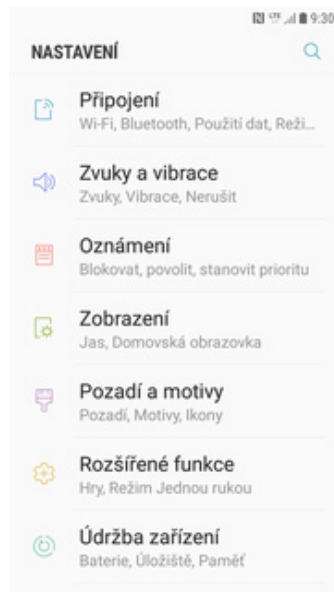 LTE 9:30
NASTAVENÍ
Připojení
Wi-Fi, Bluetooth, Použití dat, Reži...
Zvuky a vibrace
Zvuky, Vibrace, Nerušit
Oznámení
Blokovat, povolit, stanovit prioritu
Zobrazení
Jas, Domovská obrazovka
Pozadí a motivy
Pozadí, Motivy, Ikony
Rozšířené funkce
Hry, Režim Jednou rukou
Údržba zařízení
Baterie, Úložiště, Paměť